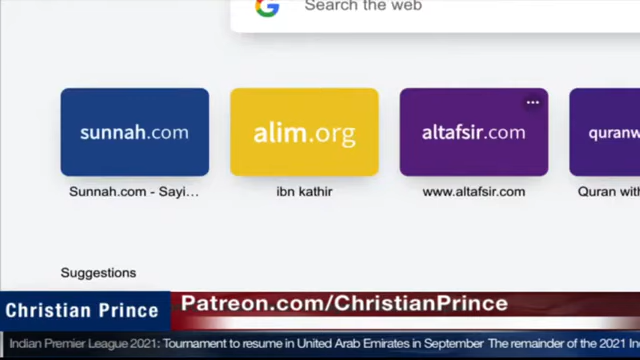 Search the web
sunnah.com
alim.org
altafsir.com
quranw
Sunnah.com - Sayi...
ibn kathir
www.altafsir.com
Quran with
Suggestions
Christian Prince
Patreon.com/ChristianPrince
Indian Premier League 2021: Tournament to resume in United Arab Emirates in September The remainder of the 2021 In